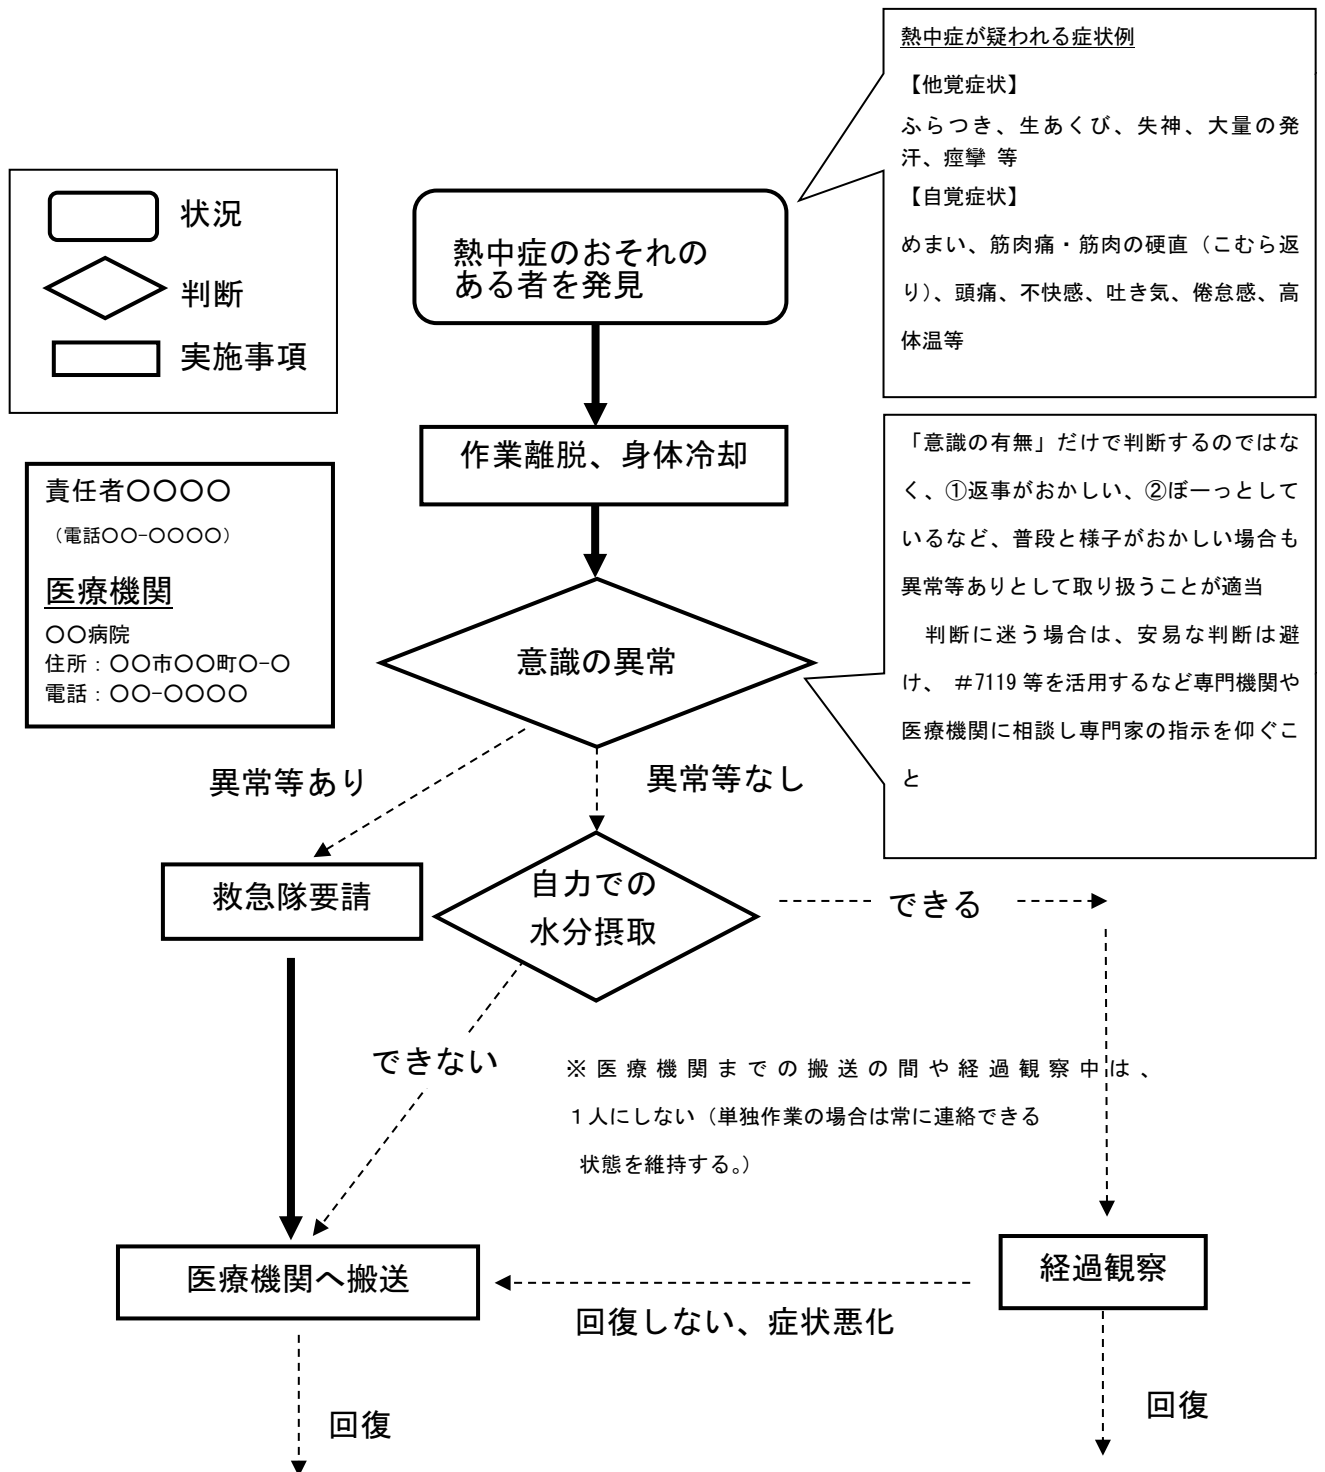 熱中症が疑われる症状例
【他覚症状】
ふらつき、生あくび、失神、大量の発
汗、痙攣 等
【自覚症状】
めまい、筋肉痛・筋肉の硬直（こむら返
り）、頭痛、不快感、吐き気、倦怠感、高
体温等
状況
判断
実施事項
熱中症のおそれの
ある者を発見
作業離脱、身体冷却
「意識の有無」だけで判断するのではな
く、①返事がおかしい、②ぼーっとして
いるなど、普段と様子がおかしい場合も
異常等ありとして取り扱うことが適当
　判断に迷う場合は、安易な判断は避
け、 ＃7119 等を活用するなど専門機関や
医療機関に相談し専門家の指示を仰ぐこ
と
責任者〇〇〇〇
（電話〇〇-〇〇〇〇）
医療機関
〇〇病院
住所：〇〇市〇〇町〇-〇
電話：〇〇-〇〇〇〇
意識の異常
異常等あり
異常等なし
救急隊要請
自力での
水分摂取
できる
できない
※医療機関までの搬送の間や経過観察中は、
１人にしない（単独作業の場合は常に連絡できる
状態を維持する。）
医療機関へ搬送
経過観察
回復しない、症状悪化
回復
回復